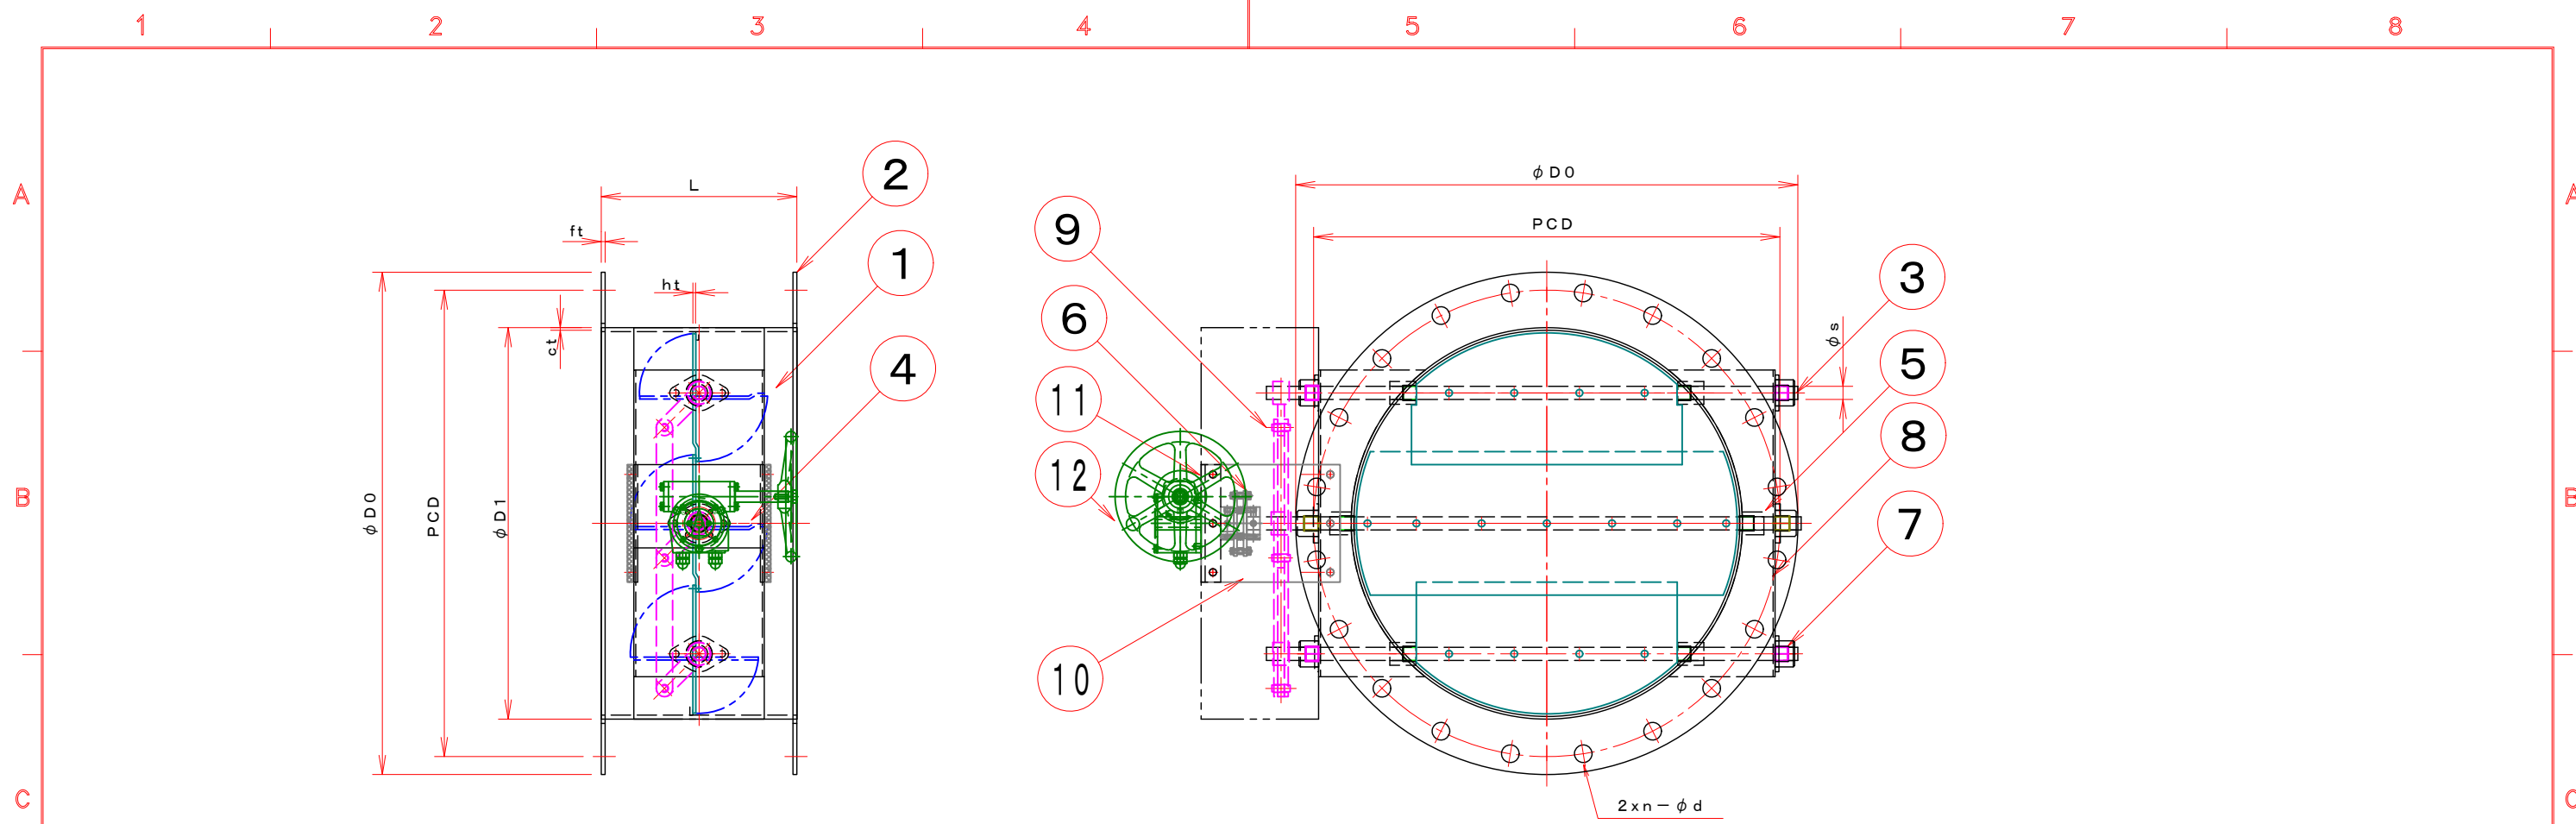 1 2 3 4 5 6 7 8
A A
B B
C C
L
ft
ht
ct
φD0
PCD
φD1
2
1
4
φD0
PCD
φs
9
6
11
12
10
3
5
8
7
2xn－φd